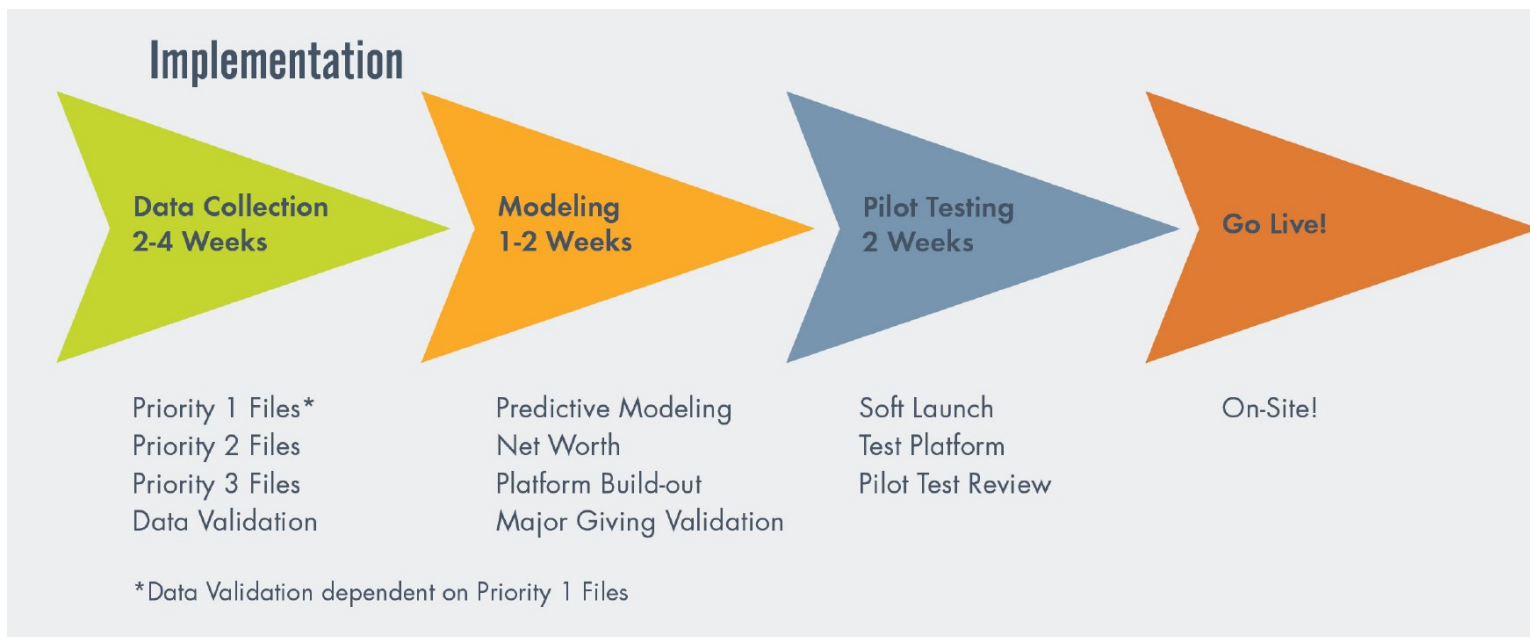 Implementation
Data Collection
2-4 Weeks
Modeling
1-2 Weeks
Pilot Testing
2 Weeks
Go Live!
Priority 1 Files*
Priority 2 Files
Priority 3 Files
Data Validation
Predictive Modeling
Net Worth
Platform Build-out
Major Giving Validation
Soft Launch
Test Platform
Pilot Test Review
On-Site!
*Data Validation dependent on Priority 1 Files